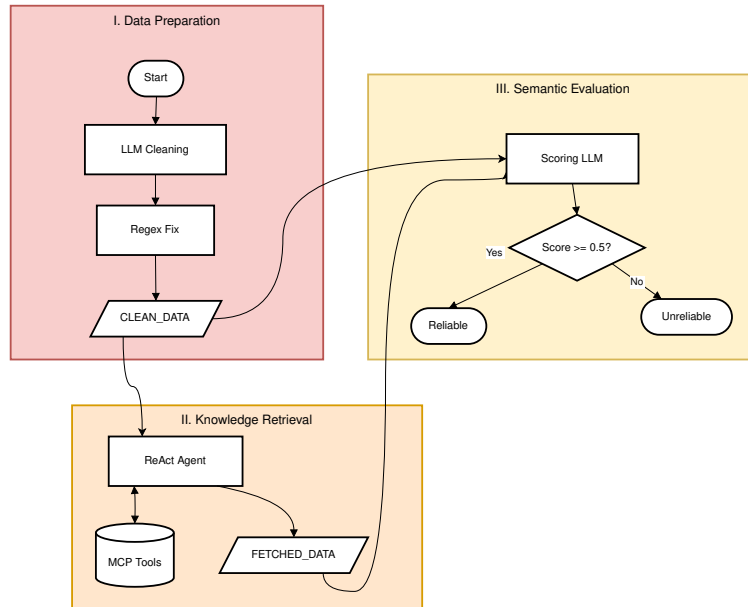 I. Data Preparation
Start
LLM Cleaning
Regex Fix
CLEAN_DATA
III. Semantic Evaluation
Scoring LLM
Score >= 0.5?
Yes
No
Reliable
Unreliable
II. Knowledge Retrieval
ReAct Agent
MCP Tools
FETCHED_DATA